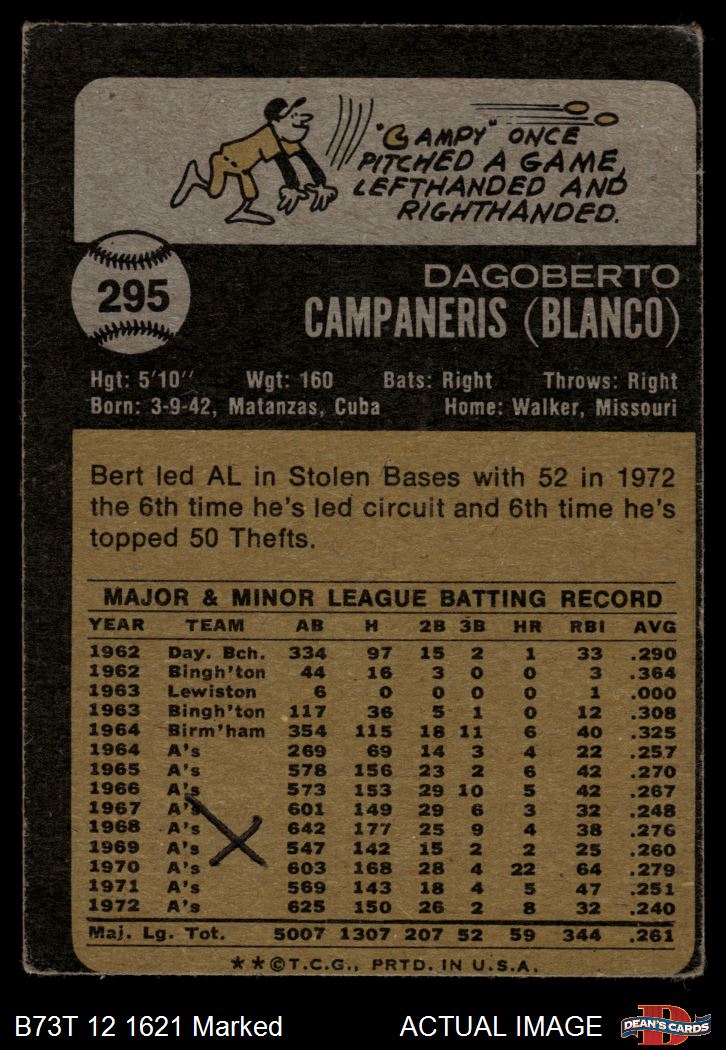 "CAMPY" ONCE
PITCHED A GAME,
LEFTHANDED AND
RIGHTHANDED.
295
DAGOBERTO
CAMPANERIS (BLANCO)
Hgt: 5'10" Wgt: 160 Bats: Right Throws: Right
Born: 3-9-42, Matanzas, Cuba Home: Walker, Missouri
Bert led AL in Stolen Bases with 52 in 1972
the 6th time he's led circuit and 6th time he's
topped 50 Thefts.
MAJOR & MINOR LEAGUE BATTING RECORD
YEAR TEAM AB H 2B 3B HR RBI AVG
1962 Day. Bch. 334 97 15 2 1 33 .290
1962 Bingh'ton 44 16 3 0 0 3 .364
1963 Lewiston 6 0 0 0 0 1 .000
1963 Bingh'ton 117 36 5 1 0 12 .308
1964 Birm'ham 354 115 18 11 6 40 .325
1964 A's 269 69 14 3 4 22 .257
1965 A's 578 156 23 2 6 42 .270
1966 A's 573 153 29 10 5 42 .267
1967 A's 601 149 29 6 3 32 .248
1968 A's 642 177 25 9 4 38 .276
1969 A's 547 142 15 2 2 25 .260
1970 A's 603 168 28 4 22 64 .279
1971 A's 569 143 18 4 5 47 .251
1972 A's 625 150 26 2 8 32 .240
Maj. Lg. Tot. 5007 1307 207 52 59 344 .261
**©T.C.G., PRTD. IN U.S.A.
B73T 12 1621 Marked ACTUAL IMAGE
DEAN'S CARDS